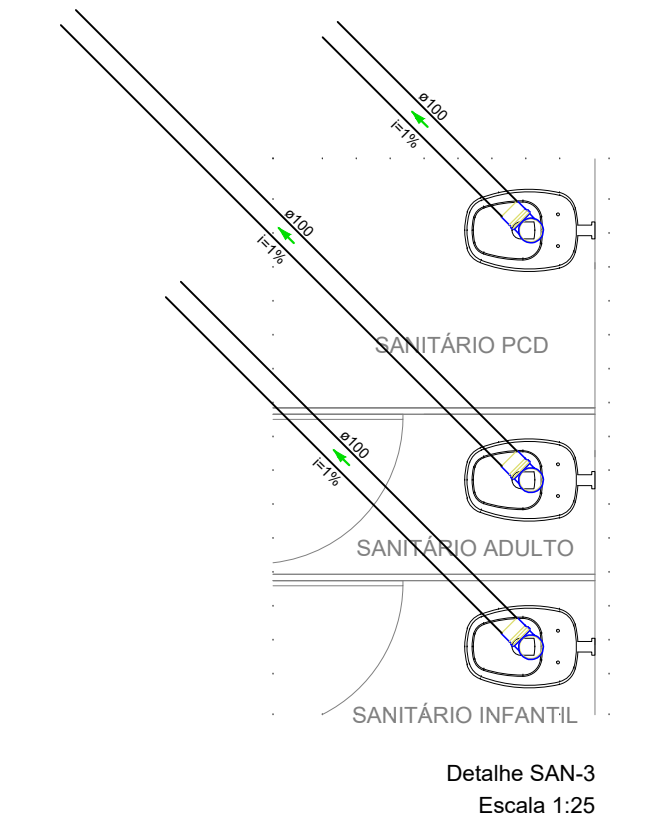 ø100
i=1%
ø100
i=1%
SANITÁRIO PCD
ø100
i=1%
SANITÁRIO ADULTO
SANITÁRIO INFANTIL
Detalhe SAN-3
Escala 1:25